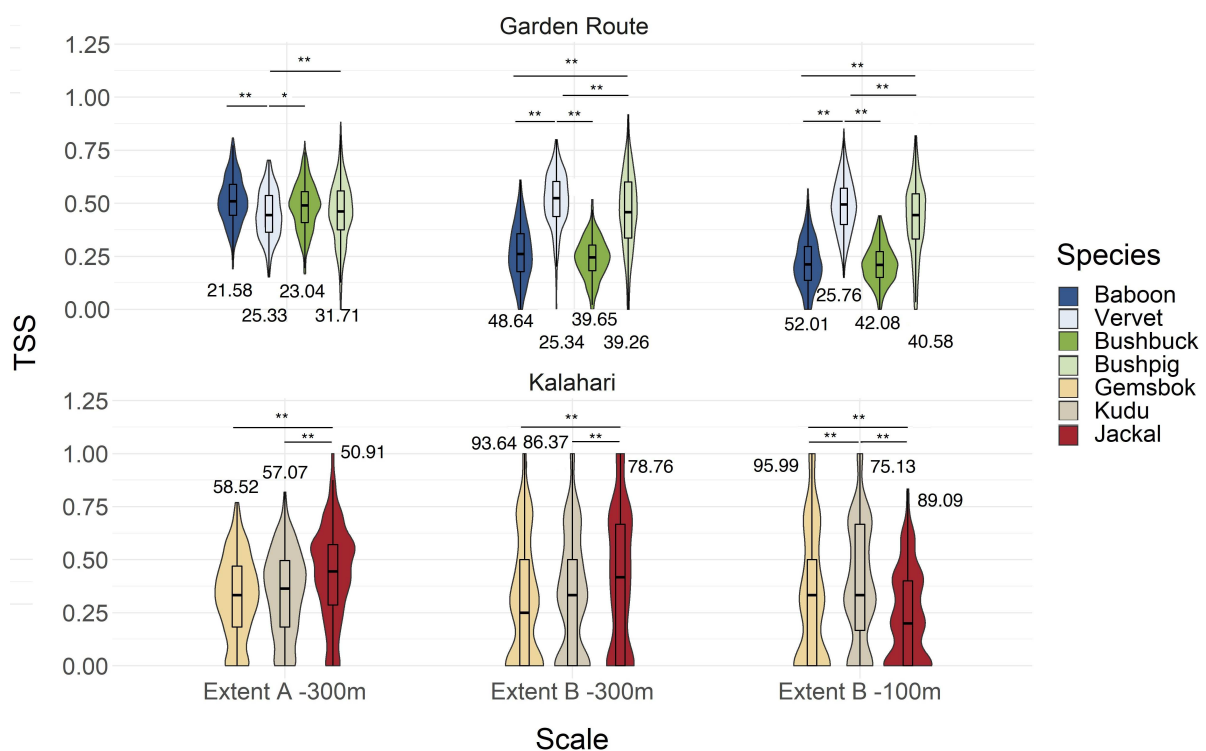 Garden Route
1.25
1.00
0.75
0.50
0.25
0.00
**
** *
**
**
** **
**
**
** **
21.58 25.33 23.04 31.71
48.64 25.34 39.65 39.26
52.01 25.76 42.08 40.58
TSS
Kalahari
1.25
1.00
0.75
0.50
0.25
0.00
**
**
**
**
**
** **
58.52 57.07 50.91
93.64 86.37 78.76
95.99 75.13 89.09
Extent A -300m Extent B -300m Extent B -100m
Scale
Species
Baboon
Vervet
Bushbuck
Bushpig
Gemsbok
Kudu
Jackal